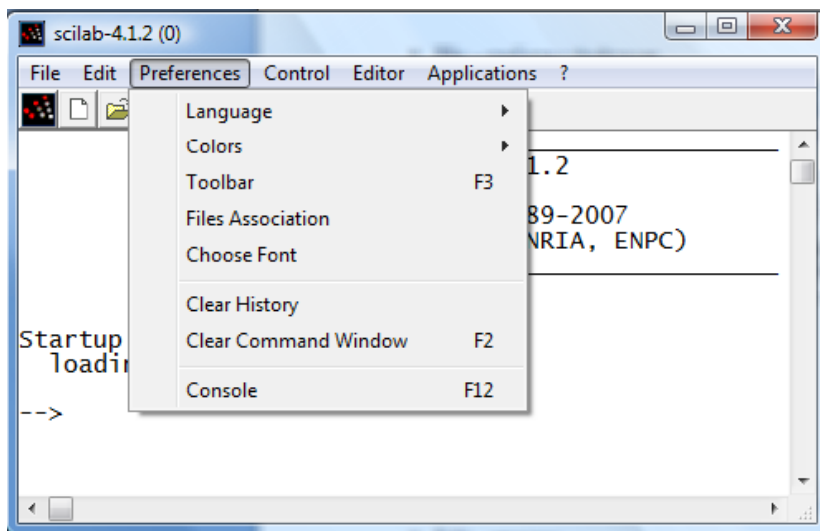 scilab-4.1.2 (0)
File Edit Preferences Control Editor Applications ?
Language
Colors
Toolbar F3
Files Association
Choose Font
Clear History
Clear Command Window F2
Console F12
1.2
89-2007
NRIA, ENPC)
Startup
loadin
-->